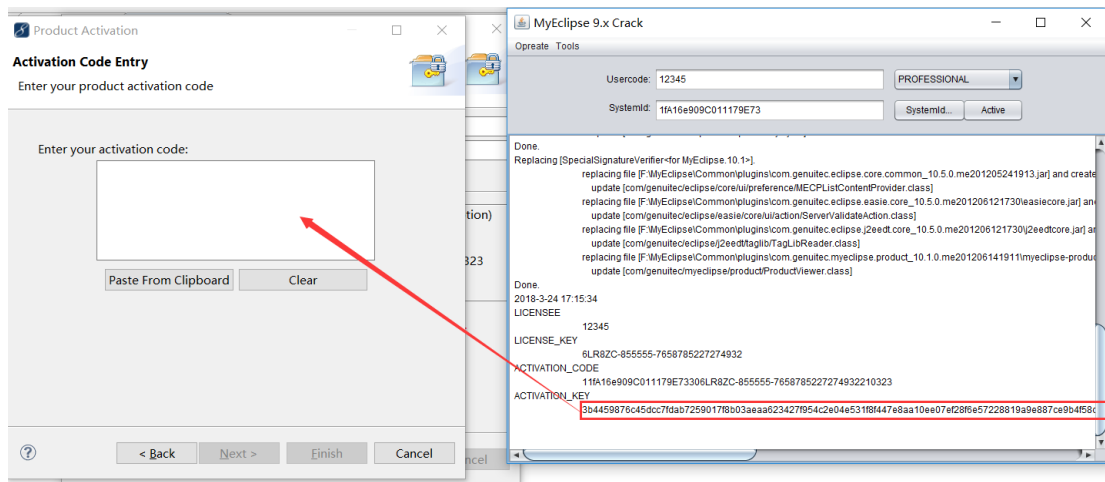 Product Activation
Activation Code Entry
Enter your product activation code
Enter your activation code:
Paste From Clipboard
Clear
< Back
Next >
Finish
Cancel
tion)
323
ncel
MyEclipse 9.x Crack
Opreate Tools
Usercode: 12345
PROFESSIONAL
SystemId: 1fA16e909C011179E73
SystemId...
Active
Done.
Replacing [SpecialSignatureVerifier<for MyEclipse.10.1>].
replacing file [F:\MyEclipse\Common\plugins\com.genuitec.eclipse.core.common_10.5.0.me201205241913.jar] and create
update [com/genuitec/eclipse/core/ui/preference/MECPListContentProvider.class]
replacing file [F:\MyEclipse\Common\plugins\com.genuitec.eclipse.easie.core_10.5.0.me201206121730\easiecore.jar] an
update [com/genuitec/eclipse/easie/core/ui/action/ServerValidateAction.class]
replacing file [F:\MyEclipse\Common\plugins\com.genuitec.eclipse.j2eedt.core_10.5.0.me201206121730\j2eedtcore.jar] ar
update [com/genuitec/eclipse/j2eedt/taglib/TagLibReader.class]
replacing file [F:\MyEclipse\Common\plugins\com.genuitec.myeclipse.product_10.1.0.me201206141911\myeclipse-produ
update [com/genuitec/myeclipse/product/ProductViewer.class]
Done.
2018-3-24 17:15:34
LICENSEE
12345
LICENSE_KEY
6LR8ZC-855555-7658785227274932
ACTIVATION_CODE
11fA16e909C011179E73306LR8ZC-855555-7658785227274932210323
ACTIVATION_KEY
3b4459876c45dcc7fdab7259017f8b03aeaa623427f954c2e04e531f8f447e8aa10ee07ef28f6e57228819a9e887ce9b4f58c